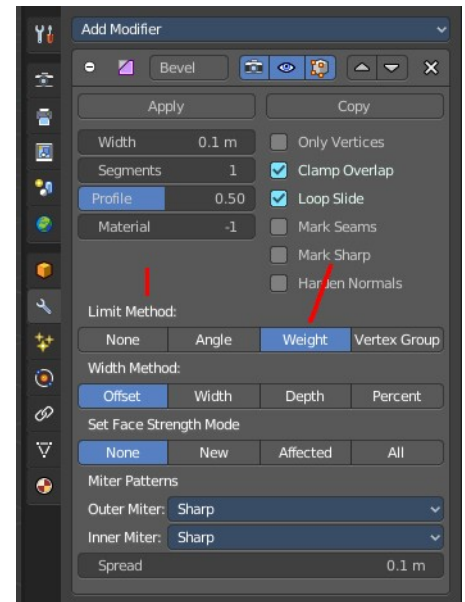 Add Modifier
Bevel
Apply Copy
Width 0.1 m Only Vertices
Segments 1 Clamp Overlap
Profile 0.50 Loop Slide
Material -1 Mark Seams
Mark Sharp
Harden Normals
Limit Method:
None Angle Weight Vertex Group
Width Method:
Offset Width Depth Percent
Set Face Strength Mode
None New Affected All
Miter Patterns
Outer Miter: Sharp
Inner Miter: Sharp
Spread 0.1 m